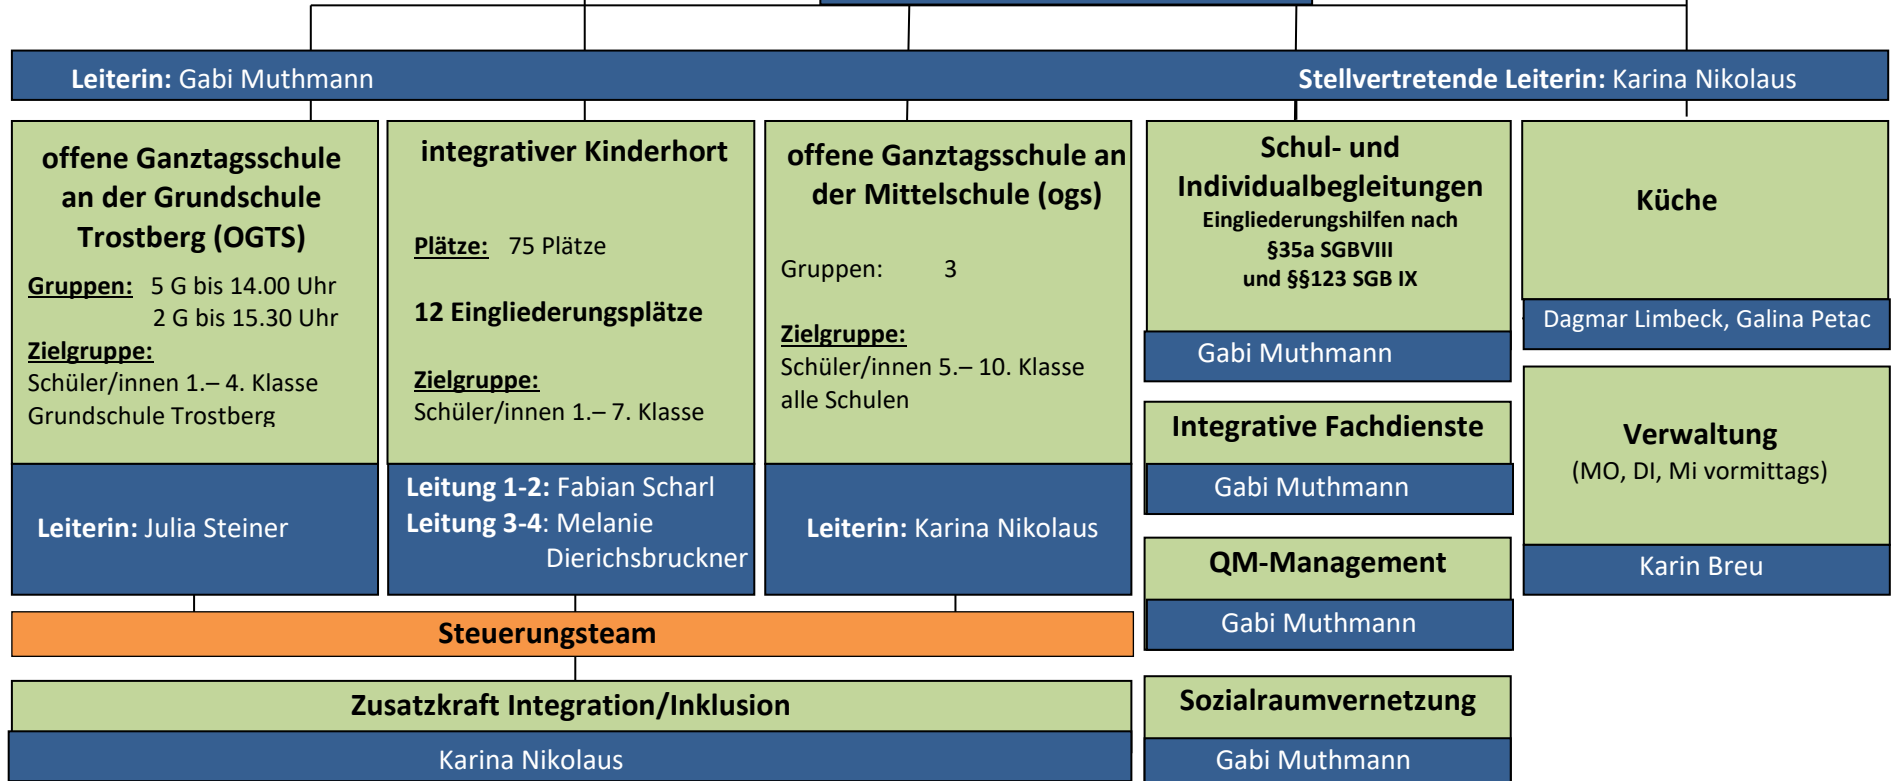 Leiterin: Gabi Muthmann
Stellvertretende Leiterin: Karina Nikolaus
offene Ganztagsschule
an der Grundschule
Trostberg (OGTS)
Gruppen: 5 G bis 14.00 Uhr
2 G bis 15.30 Uhr
Zielgruppe:
Schüler/innen 1.– 4. Klasse
Grundschule Trostberg
Leiterin: Julia Steiner
integrativer Kinderhort
Plätze: 75 Plätze
12 Eingliederungsplätze
Zielgruppe:
Schüler/innen 1.– 7. Klasse
Leitung 1-2: Fabian Scharl
Leitung 3-4: Melanie
Dierichsbruckner
offene Ganztagsschule an
der Mittelschule (ogs)
Gruppen: 3
Zielgruppe:
Schüler/innen 5.– 10. Klasse
alle Schulen
Leiterin: Karina Nikolaus
Steuerungsteam
Zusatzkraft Integration/Inklusion
Karina Nikolaus
Schul- und
Individualbegleitungen
Eingliederungshilfen nach
§35a SGBVIII
und §§123 SGB IX
Gabi Muthmann
Integrative Fachdienste
Gabi Muthmann
QM-Management
Gabi Muthmann
Sozialraumvernetzung
Gabi Muthmann
Küche
Dagmar Limbeck, Galina Petac
Verwaltung
(MO, DI, Mi vormittags)
Karin Breu